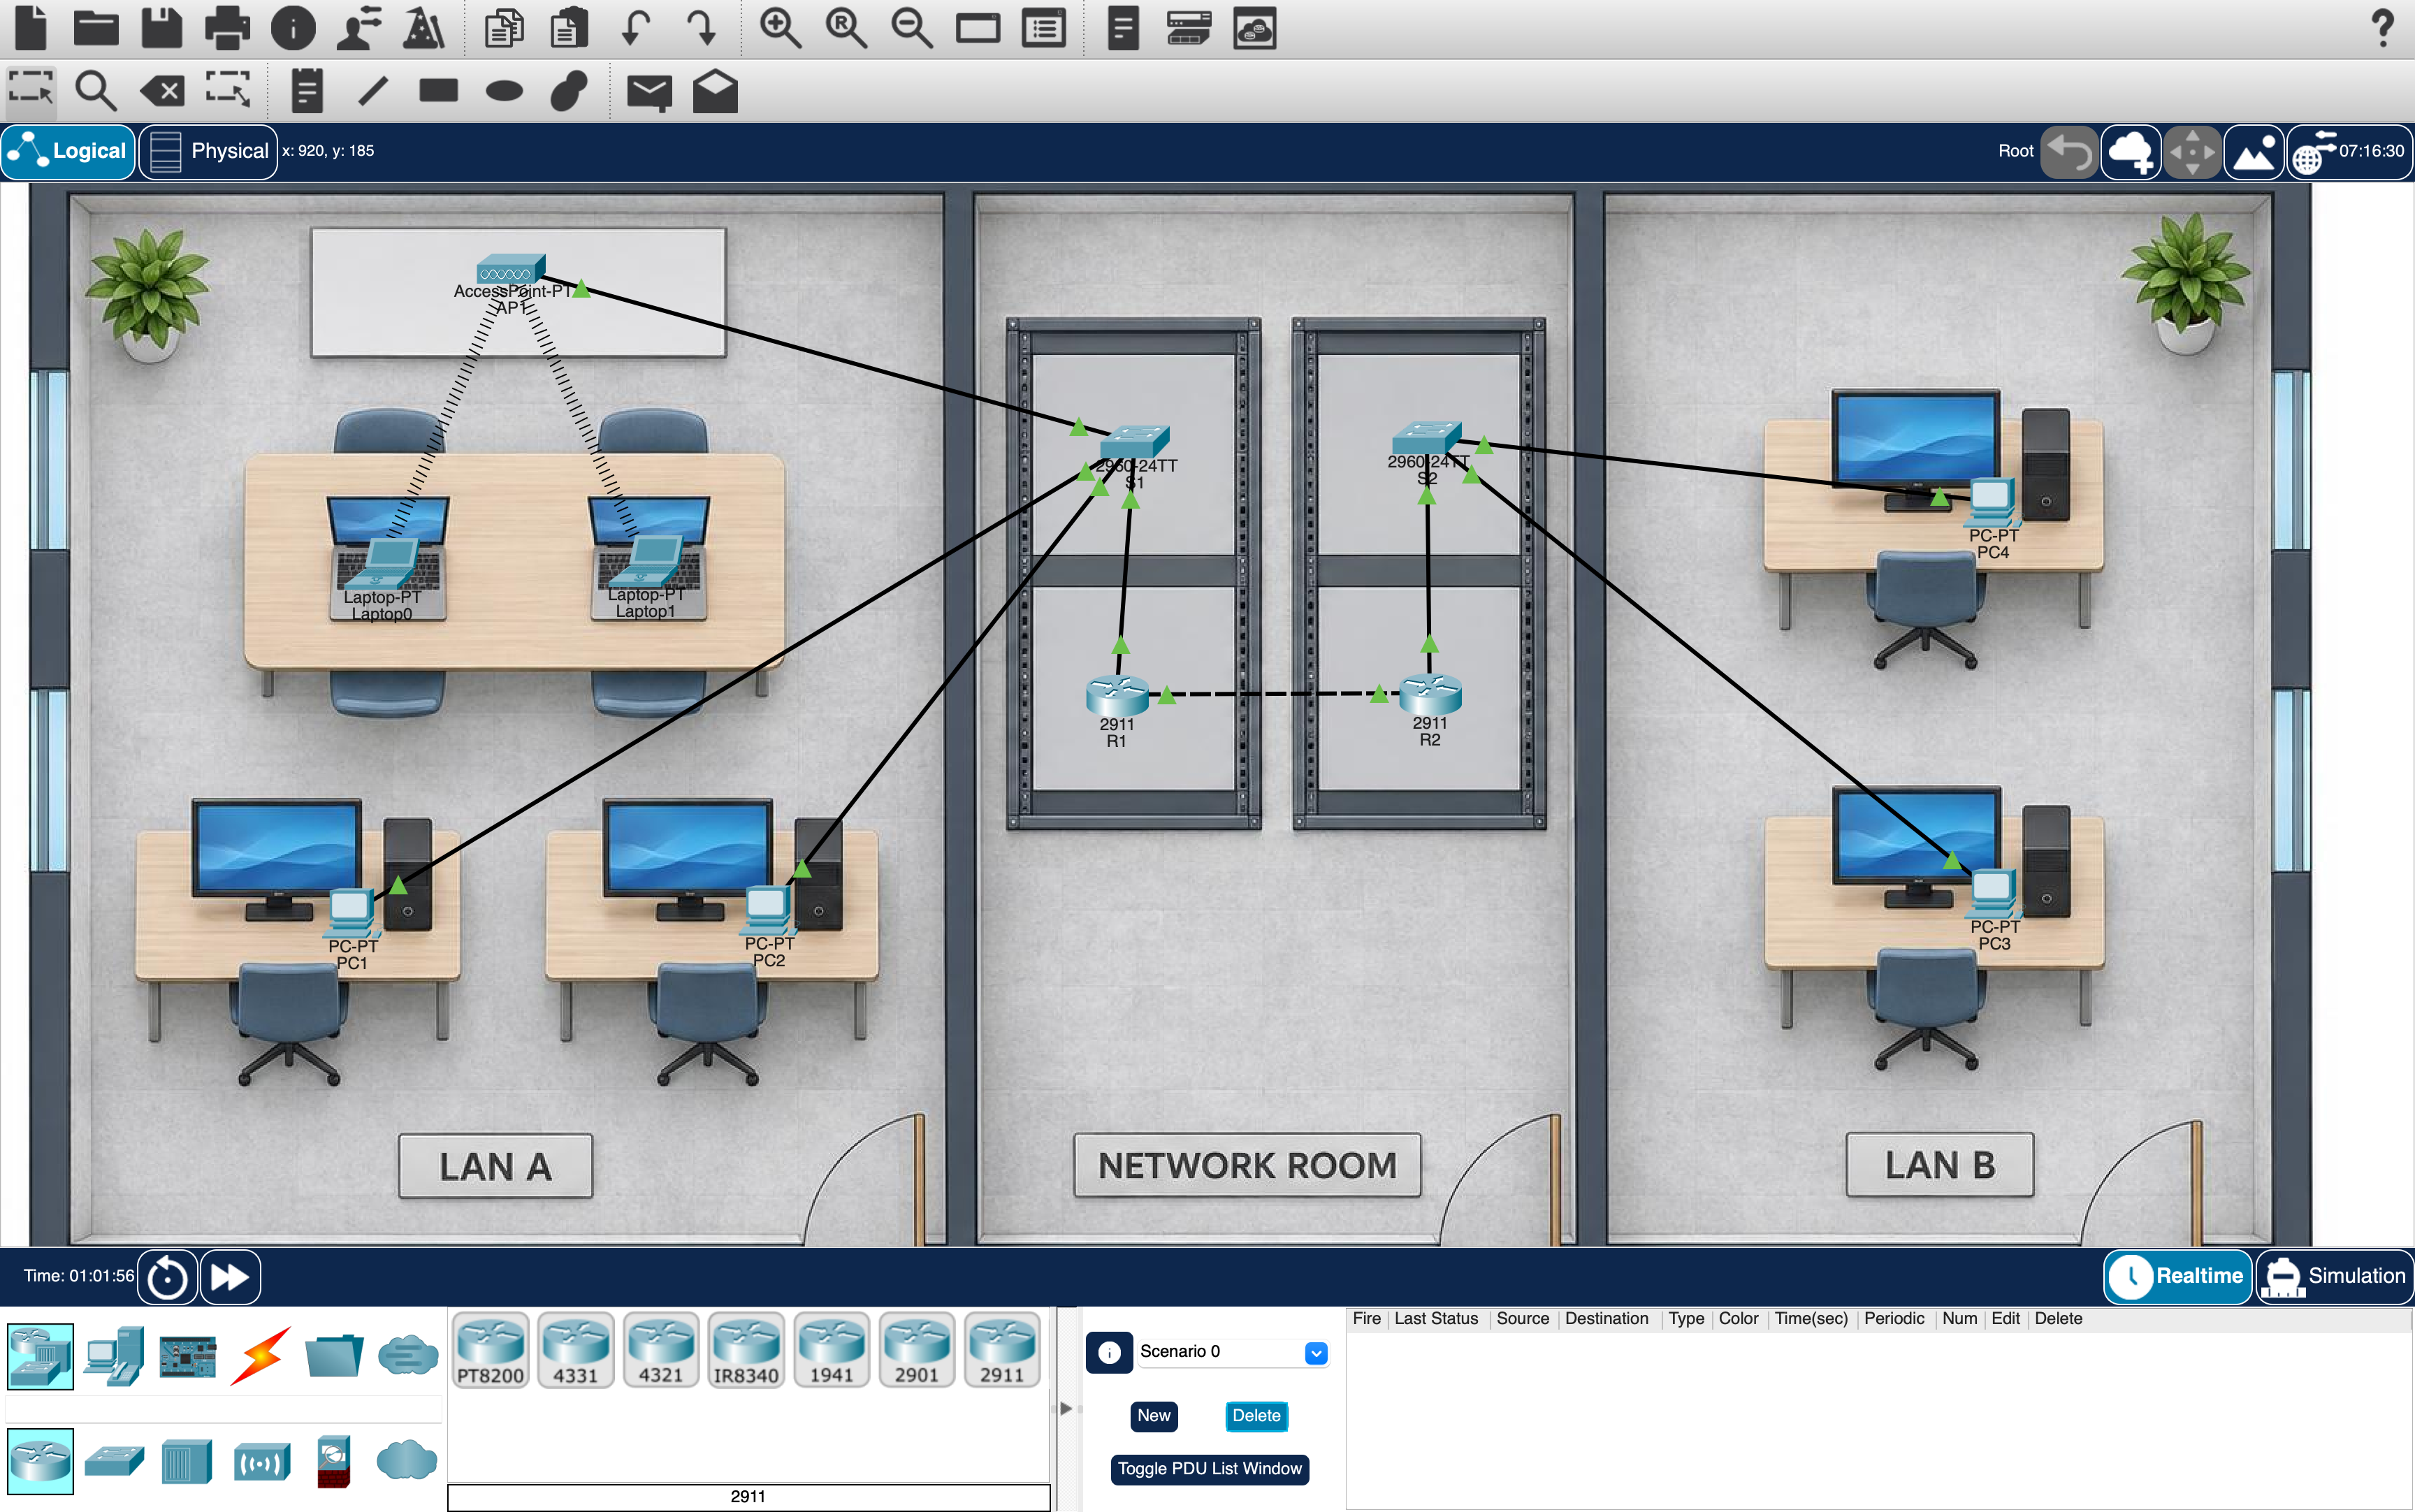 Logical
Physical
x: 920, y: 185
Root
07:16:30
AccessPoint-PT
AP1
2960-24TT
S1
2960-24TT
S2
PC-PT
PC4
Laptop-PT
Laptop0
Laptop-PT
Laptop1
2911
R1
2911
R2
PC-PT
PC1
PC-PT
PC2
PC-PT
PC3
LAN A
NETWORK ROOM
LAN B
Time: 01:01:56
Realtime
Simulation
PT8200
4331
4321
IR8340
1941
2901
2911
2911
Scenario 0
New
Delete
Toggle PDU List Window
Fire Last Status Source Destination Type Color Time(sec) Periodic Num Edit Delete